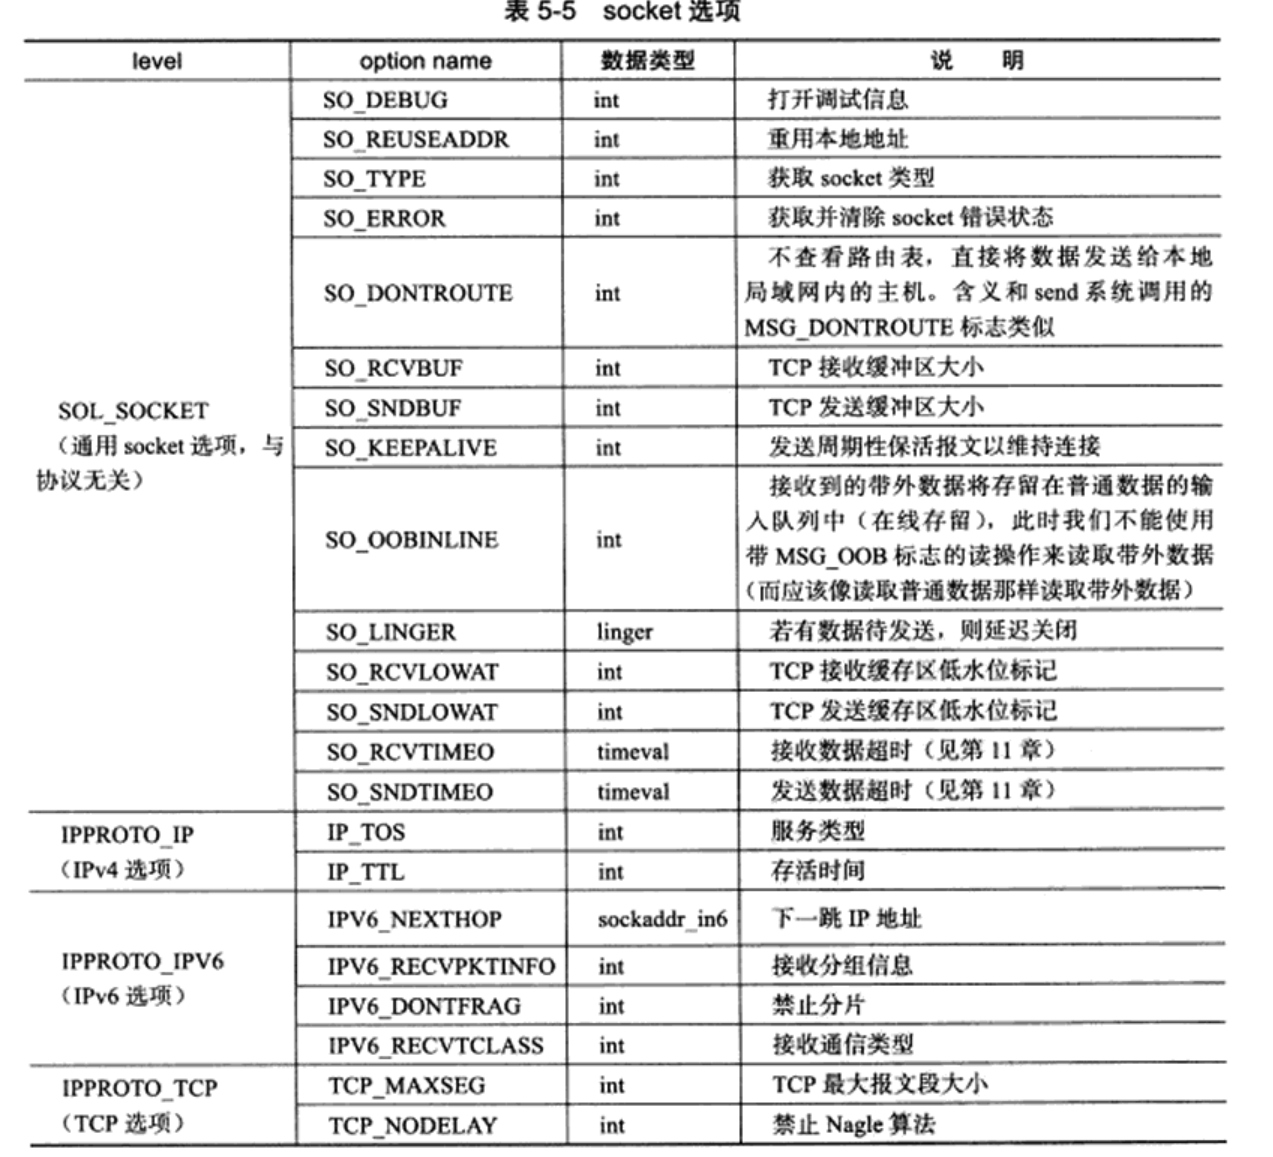 表 5-5 socket 选项
level option name 数据类型 说 明
SOL_SOCKET
（通用 socket 选项，与
协议无关）
SO_DEBUG int 打开调试信息
SO_REUSEADDR int 重用本地地址
SO_TYPE int 获取 socket 类型
SO_ERROR int 获取并清除 socket 错误状态
SO_DONTROUTE int 不查看路由表，直接将数据发送给本地
局域网内的主机。含义和 send 系统调用的
MSG_DONTROUTE 标志类似
SO_RCVBUF int TCP 接收缓冲区大小
SO_SNDBUF int TCP 发送缓冲区大小
SO_KEEPALIVE int 发送周期性保活报文以维持连接
SO_OOBINLINE int 接收到的带外数据将存留在普通数据的输
入队列中（在线存留），此时我们不能使用
带 MSG_OOB 标志的读操作来读取带外数据
（而应该像读取普通数据那样读取带外数据）
SO_LINGER linger 若有数据待发送，则延迟关闭
SO_RCVLOWAT int TCP 接收缓存区低水位标记
SO_SNDLOWAT int TCP 发送缓存区低水位标记
SO_RCVTIMEO timeval 接收数据超时（见第 11 章）
SO_SNDTIMEO timeval 发送数据超时（见第 11 章）
IPPROTO_IP
（IPv4 选项）
IP_TOS int 服务类型
IP_TTL int 存活时间
IPPROTO_IPV6
（IPv6 选项）
IPV6_NEXTHOP sockaddr_in6 下一跳 IP 地址
IPV6_RECVPKTINFO int 接收分组信息
IPV6_DONTFRAG int 禁止分片
IPV6_RECVTCLASS int 接收通信类型
IPPROTO_TCP
（TCP 选项）
TCP_MAXSEG int TCP 最大报文段大小
TCP_NODELAY int 禁止 Nagle 算法